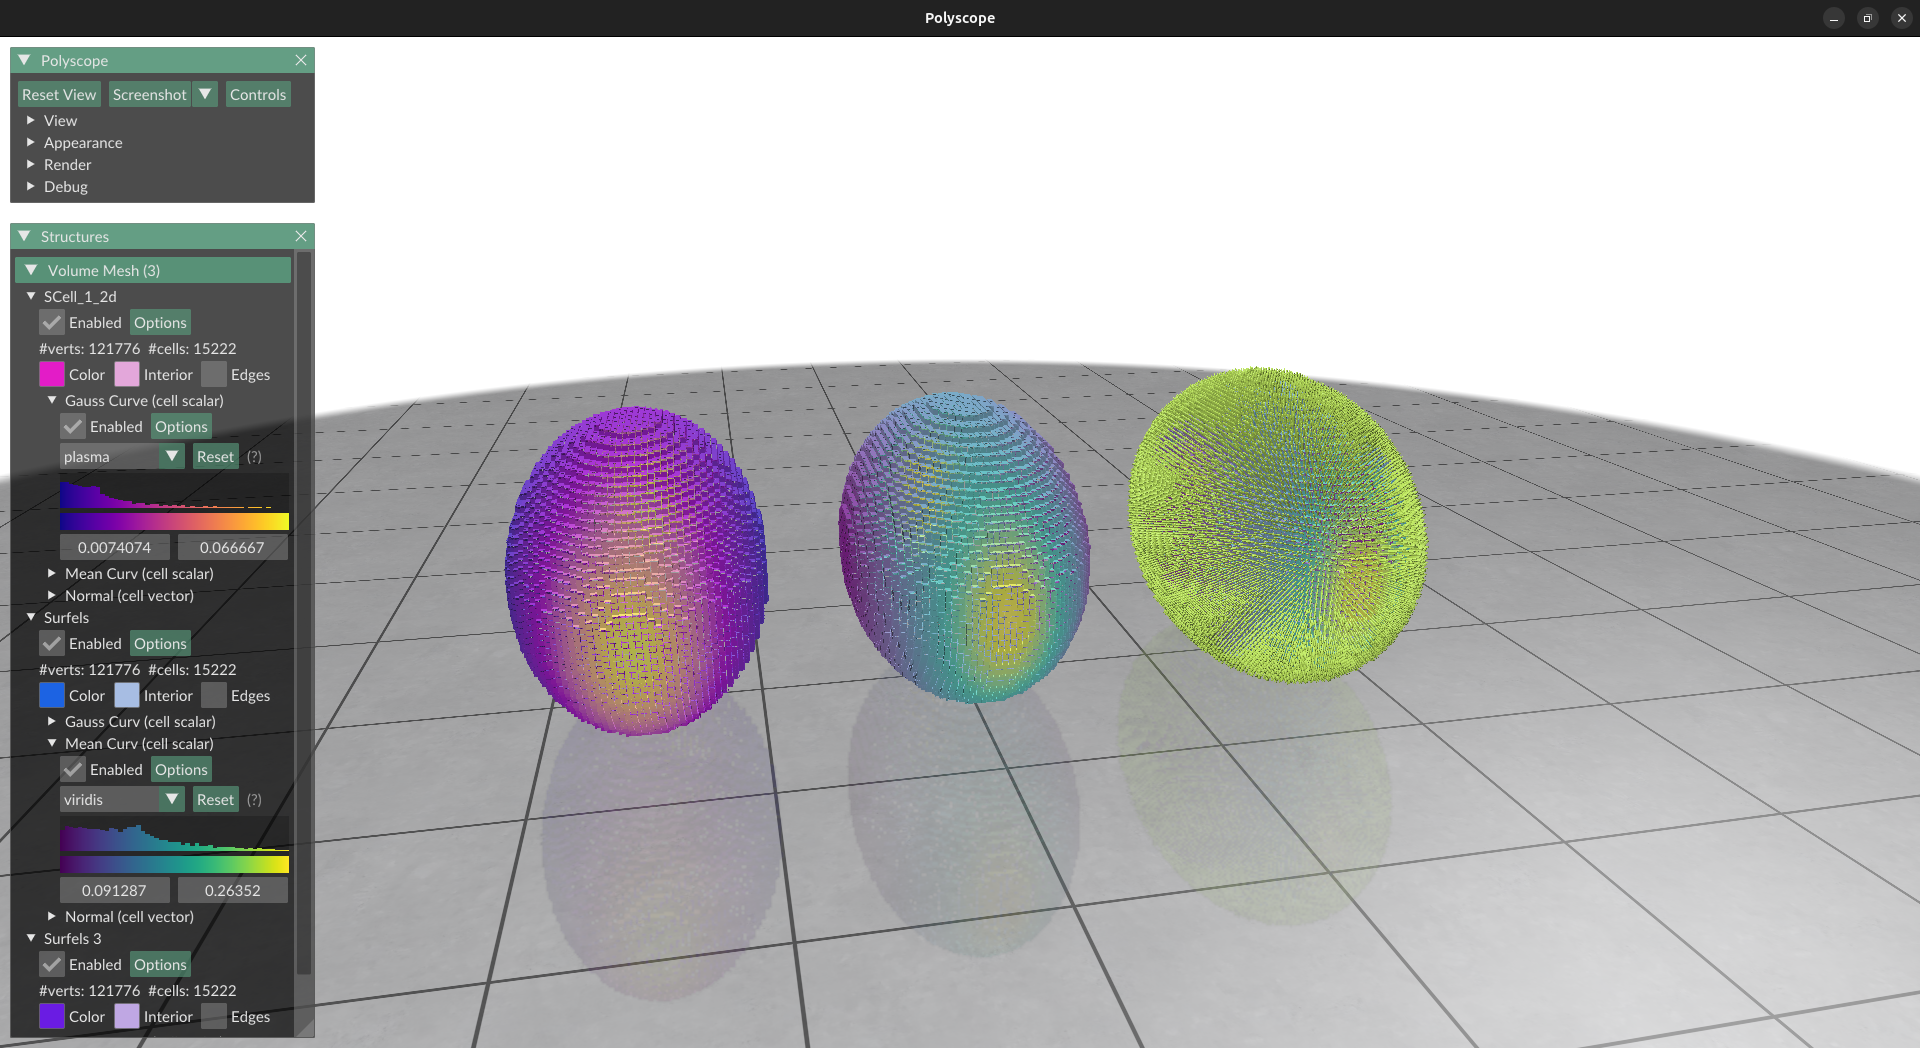 Polyscope
Polyscope
Reset View Screenshot Controls
View
Appearance
Render
Debug
Structures
Volume Mesh (3)
SCell_1_2d
Enabled Options
#verts: 121776 #cells: 15222
Color Interior Edges
Gauss Curve (cell scalar)
Enabled Options
plasma Reset (?)
0.0074074 0.066667
Mean Curv (cell scalar)
Normal (cell vector)
Surfels
Enabled Options
#verts: 121776 #cells: 15222
Color Interior Edges
Gauss Curv (cell scalar)
Mean Curv (cell scalar)
Enabled Options
viridis Reset (?)
0.091287 0.26352
Normal (cell vector)
Surfels 3
Enabled Options
#verts: 121776 #cells: 15222
Color Interior Edges